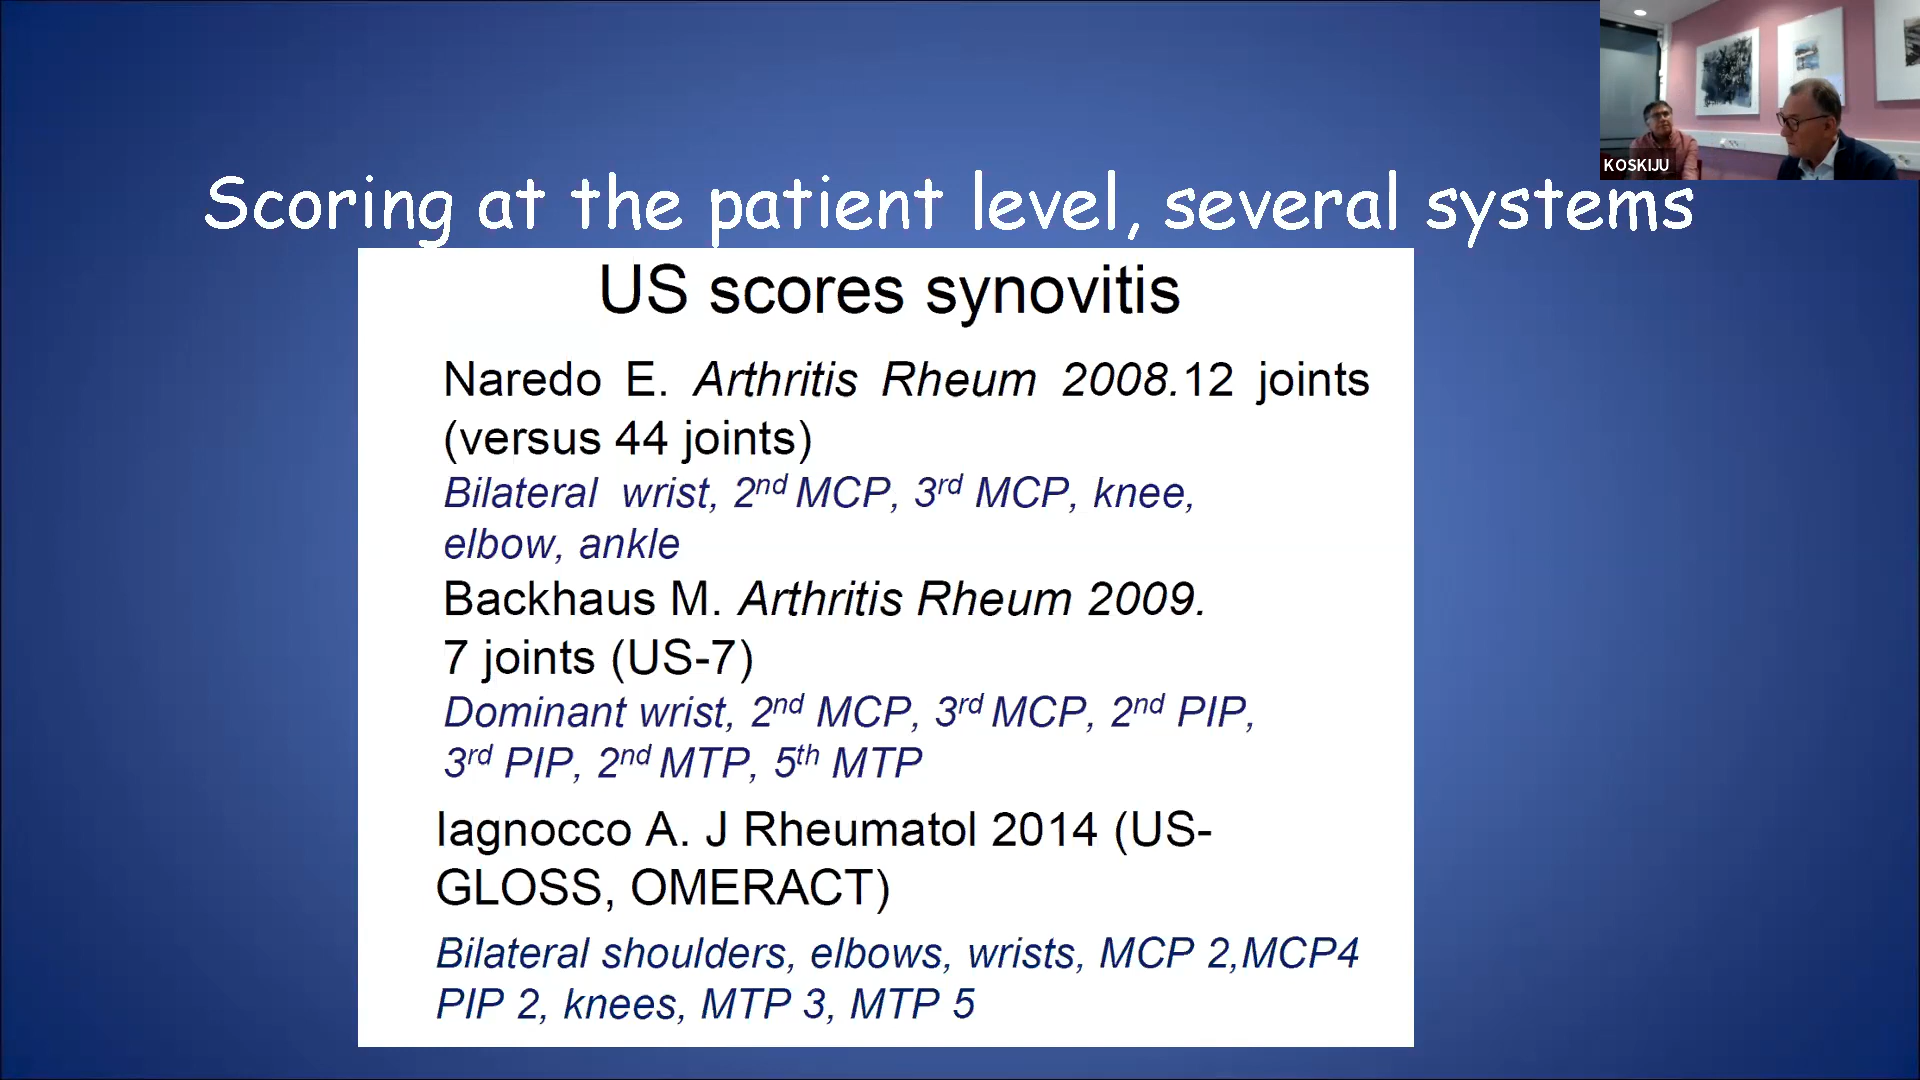 KOSKIJU
Scoring at the patient level, several systems
US scores synovitis
Naredo E. Arthritis Rheum 2008.12 joints
(versus 44 joints)
Bilateral wrist, 2nd MCP, 3rd MCP, knee,
elbow, ankle
Backhaus M. Arthritis Rheum 2009.
7 joints (US-7)
Dominant wrist, 2nd MCP, 3rd MCP, 2nd PIP,
3rd PIP, 2nd MTP, 5th MTP
Iagnocco A. J Rheumatol 2014 (US-
GLOSS, OMERACT)
Bilateral shoulders, elbows, wrists, MCP 2,MCP4
PIP 2, knees, MTP 3, MTP 5